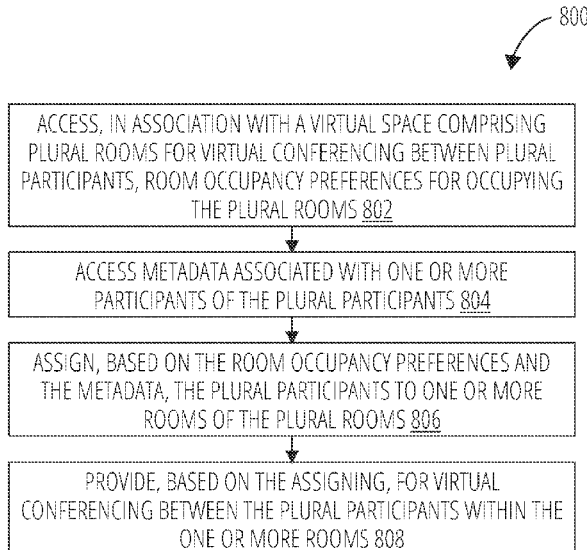 800
ACCESS, IN ASSOCIATION WITH A VIRTUAL SPACE COMPRISING
PLURAL ROOMS FOR VIRTUAL CONFERENCING BETWEEN PLURAL
PARTICIPANTS, ROOM OCCUPANCY PREFERENCES FOR OCCUPYING
THE PLURAL ROOMS 802
ACCESS METADATA ASSOCIATED WITH ONE OR MORE
PARTICIPANTS OF THE PLURAL PARTICIPANTS 804
ASSIGN, BASED ON THE ROOM OCCUPANCY PREFERENCES AND
THE METADATA, THE PLURAL PARTICIPANTS TO ONE OR MORE
ROOMS OF THE PLURAL ROOMS 806
PROVIDE, BASED ON THE ASSIGNING, FOR VIRTUAL
CONFERENCING BETWEEN THE PLURAL PARTICIPANTS WITHIN THE
ONE OR MORE ROOMS 808